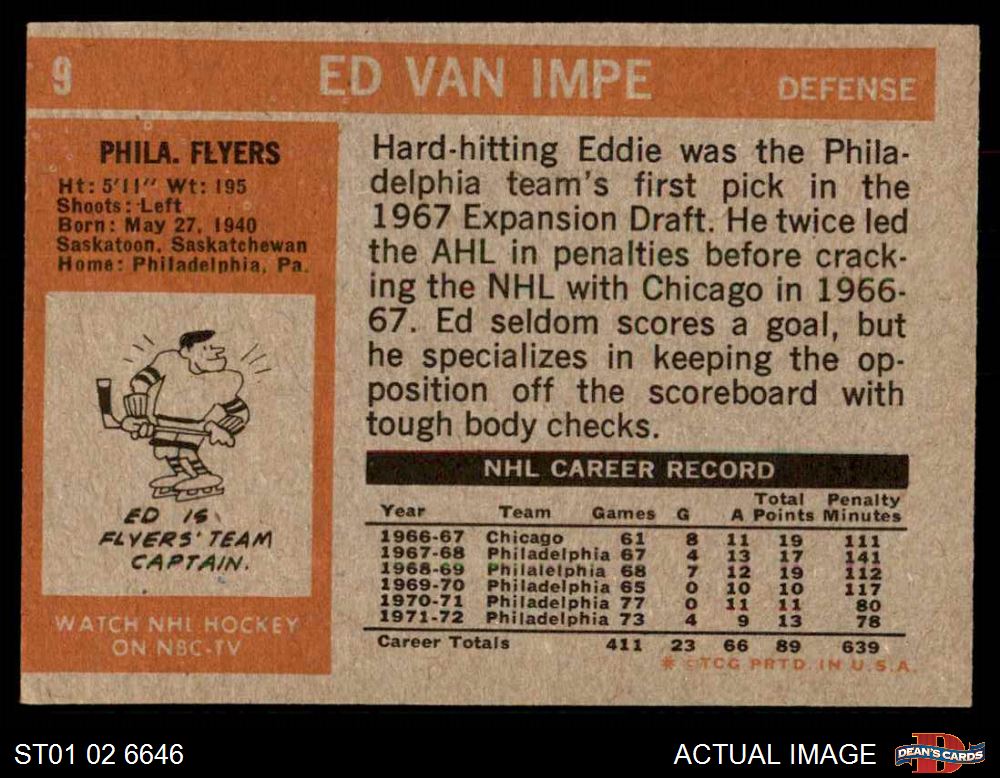 9 ED VAN IMPE DEFENSE
PHILA. FLYERS
Ht: 5'11" Wt: 195
Shoots: Left
Born: May 27, 1940
Saskatoon, Saskatchewan
Home: Philadelphia, Pa.
ED IS
FLYERS' TEAM
CAPTAIN.
WATCH NHL HOCKEY
ON NBC-TV
Hard-hitting Eddie was the Phila-
delphia team's first pick in the
1967 Expansion Draft. He twice led
the AHL in penalties before crack-
ing the NHL with Chicago in 1966-
67. Ed seldom scores a goal, but
he specializes in keeping the op-
position off the scoreboard with
tough body checks.
NHL CAREER RECORD
Total Penalty
Year Team Games G A Points Minutes
1966-67 Chicago 61 8 11 19 111
1967-68 Philadelphia 67 4 13 17 141
1968-69 Philalelphia 68 7 12 19 112
1969-70 Philadelphia 65 0 10 10 117
1970-71 Philadelphia 77 0 11 11 80
1971-72 Philadelphia 73 4 9 13 78
Career Totals 411 23 66 89 639
* © TCG PRTD. IN U.S.A.
ST01 02 6646
ACTUAL IMAGE
DEAN'S CARDS